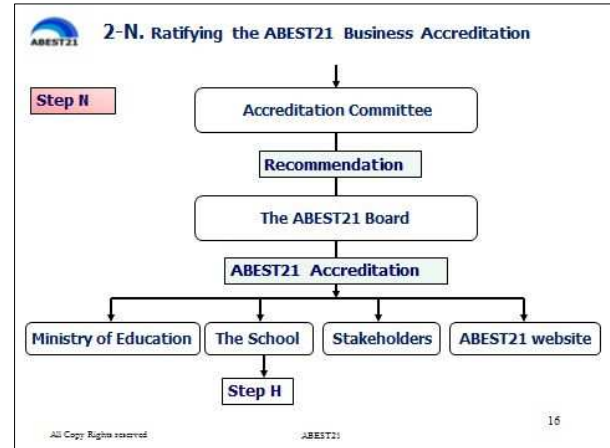 ABEST21
2-N. Ratifying the ABEST21 Business Accreditation
Step N
Accreditation Committee
Recommendation
The ABEST21 Board
ABEST21 Accreditation
Ministry of Education
The School
Stakeholders
ABEST21 website
Step H
16
All Copy Rights reserved
ABEST21